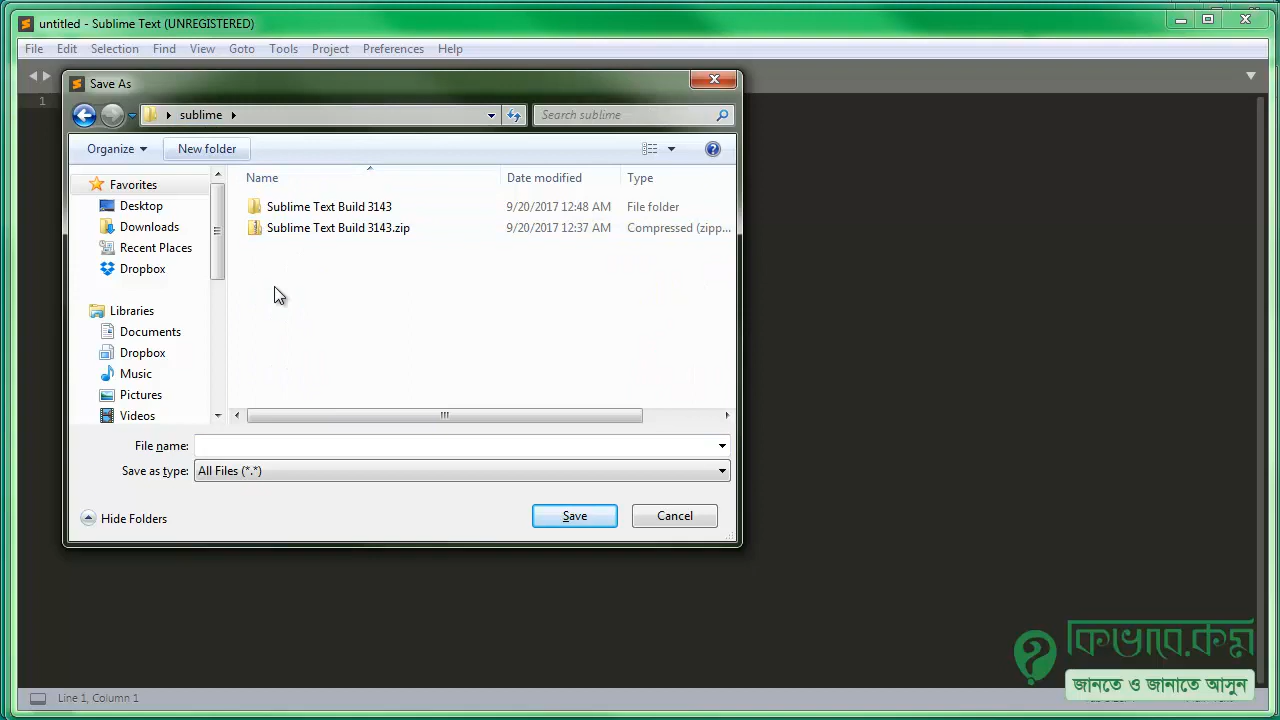 untitled - Sublime Text (UNREGISTERED)
File Edit Selection Find View Goto Tools Project Preferences Help
Save As
sublime
Search sublime
Organize New folder
Name Date modified Type
Favorites
Desktop
Downloads
Recent Places
Dropbox
Libraries
Documents
Dropbox
Music
Pictures
Videos
Sublime Text Build 3143 9/20/2017 12:48 AM File folder
Sublime Text Build 3143.zip 9/20/2017 12:37 AM Compressed (zipp...
File name:
Save as type: All Files (*.*)
Hide Folders Save Cancel
1
Line 1, Column 1
?
কিভাবে.কম
জানতে ও জানাতে আসুন